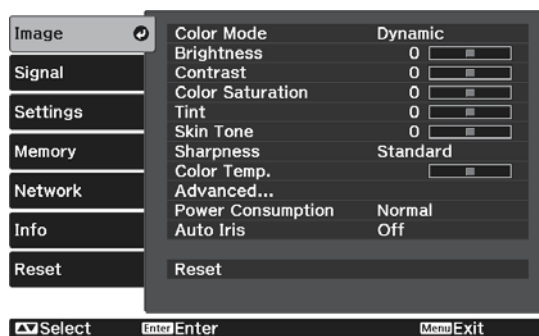 Image
Signal
Settings
Memory
Network
Info
Reset
Color Mode Dynamic
Brightness 0
Contrast 0
Color Saturation 0
Tint 0
Skin Tone 0
Sharpness Standard
Color Temp.
Advanced...
Power Consumption Normal
Auto Iris Off
Reset
Select Enter Enter Menu Exit